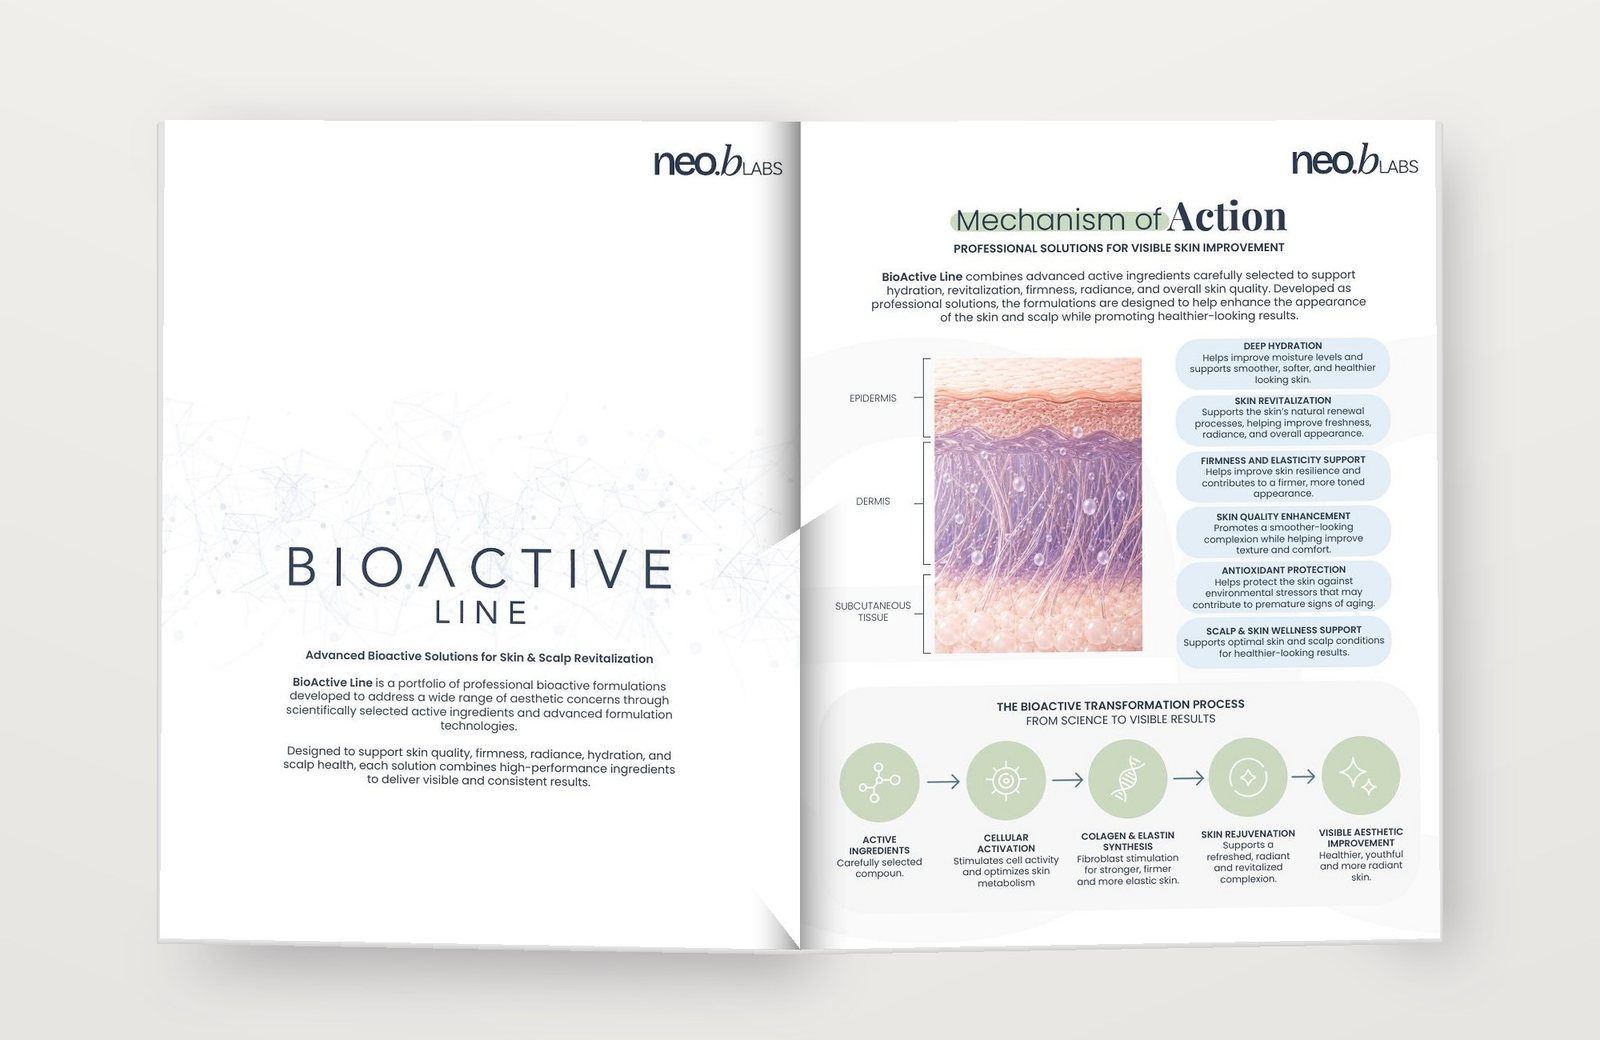 neo.bLABS
BIOACTIVE
LINE
Advanced Bioactive Solutions for Skin & Scalp Revitalization
BioActive Line is a portfolio of professional bioactive formulations
developed to address a wide range of aesthetic concerns through
scientifically selected active ingredients and advanced formulation
technologies.
Designed to support skin quality, firmness, radiance, hydration, and
scalp health, each solution combines high-performance ingredients
to deliver visible and consistent results.
neo.bLABS
Mechanism of Action
PROFESSIONAL SOLUTIONS FOR VISIBLE SKIN IMPROVEMENT
BioActive Line combines advanced active ingredients carefully selected to support
hydration, revitalization, firmness, radiance, and overall skin quality. Developed as
professional solutions, the formulations are designed to help enhance the appearance
of the skin and scalp while promoting healthier-looking results.
EPIDERMIS
DERMIS
SUBCUTANEOUS
TISSUE
DEEP HYDRATION
Helps improve moisture levels and
supports smoother, softer, and healthier
looking skin.
SKIN REVITALIZATION
Supports the skin's natural renewal
processes, helping improve freshness,
radiance, and overall appearance.
FIRMNESS AND ELASTICITY SUPPORT
Helps improve skin resilience and
contributes to a firmer, more toned
appearance.
SKIN QUALITY ENHANCEMENT
Promotes a smoother-looking
complexion while helping improve
texture and comfort.
ANTIOXIDANT PROTECTION
Helps protect the skin against
environmental stressors that may
contribute to premature signs of aging.
SCALP & SKIN WELLNESS SUPPORT
Supports optimal skin and scalp conditions
for healthier-looking results.
THE BIOACTIVE TRANSFORMATION PROCESS
FROM SCIENCE TO VISIBLE RESULTS
ACTIVE
INGREDIENTS
Carefully selected
compoun.
CELLULAR
ACTIVATION
Stimulates cell activity
and optimizes skin
metabolism
COLAGEN & ELASTIN
SYNTHESIS
Fibroblast stimulation
for stronger, firmer
and more elastic skin.
SKIN REJUVENATION
Supports a
refreshed, radiant
and revitalized
complexion.
VISIBLE AESTHETIC
IMPROVEMENT
Healthier, youthful
and more radiant
skin.